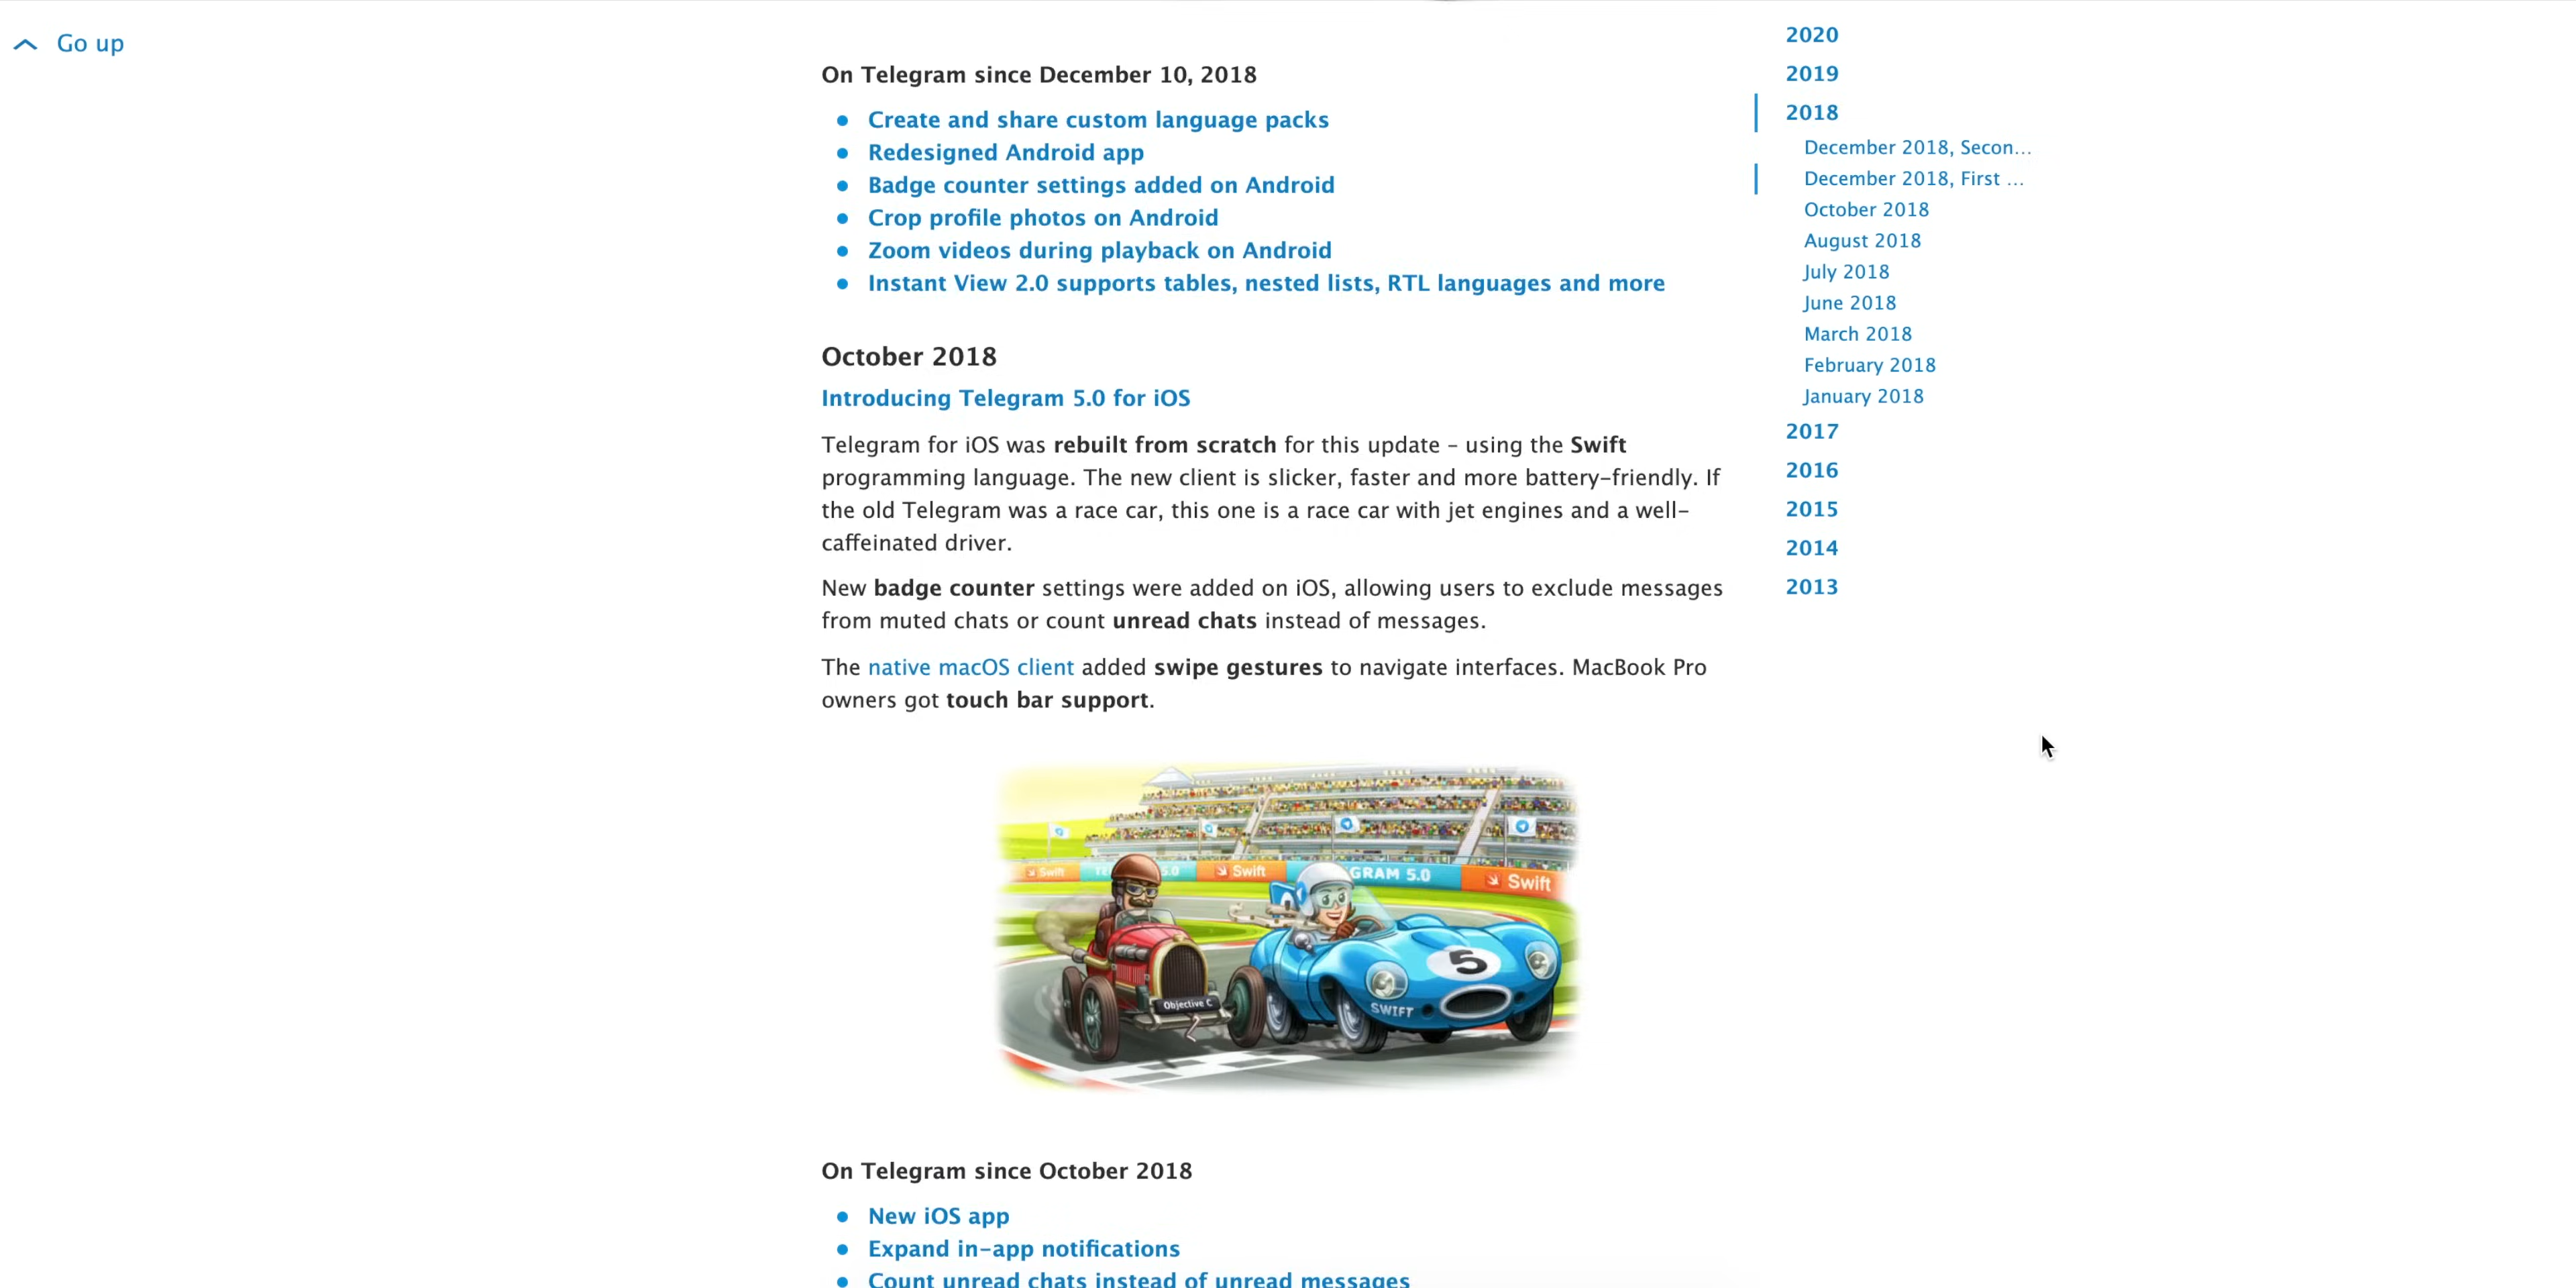 Go up
On Telegram since December 10, 2018
Create and share custom language packs
Redesigned Android app
Badge counter settings added on Android
Crop profile photos on Android
Zoom videos during playback on Android
Instant View 2.0 supports tables, nested lists, RTL languages and more
October 2018
Introducing Telegram 5.0 for iOS
Telegram for iOS was rebuilt from scratch for this update – using the Swift
programming language. The new client is slicker, faster and more battery-friendly. If
the old Telegram was a race car, this one is a race car with jet engines and a well-
caffeinated driver.
New badge counter settings were added on iOS, allowing users to exclude messages
from muted chats or count unread chats instead of messages.
The native macOS client added swipe gestures to navigate interfaces. MacBook Pro
owners got touch bar support.
Swift
5.0
Swift
GRAM 5.0
Swift
5
Objective C
SWIFT
On Telegram since October 2018
New iOS app
Expand in-app notifications
Count unread chats instead of unread messages
2020
2019
2018
December 2018, Secon...
December 2018, First ...
October 2018
August 2018
July 2018
June 2018
March 2018
February 2018
January 2018
2017
2016
2015
2014
2013